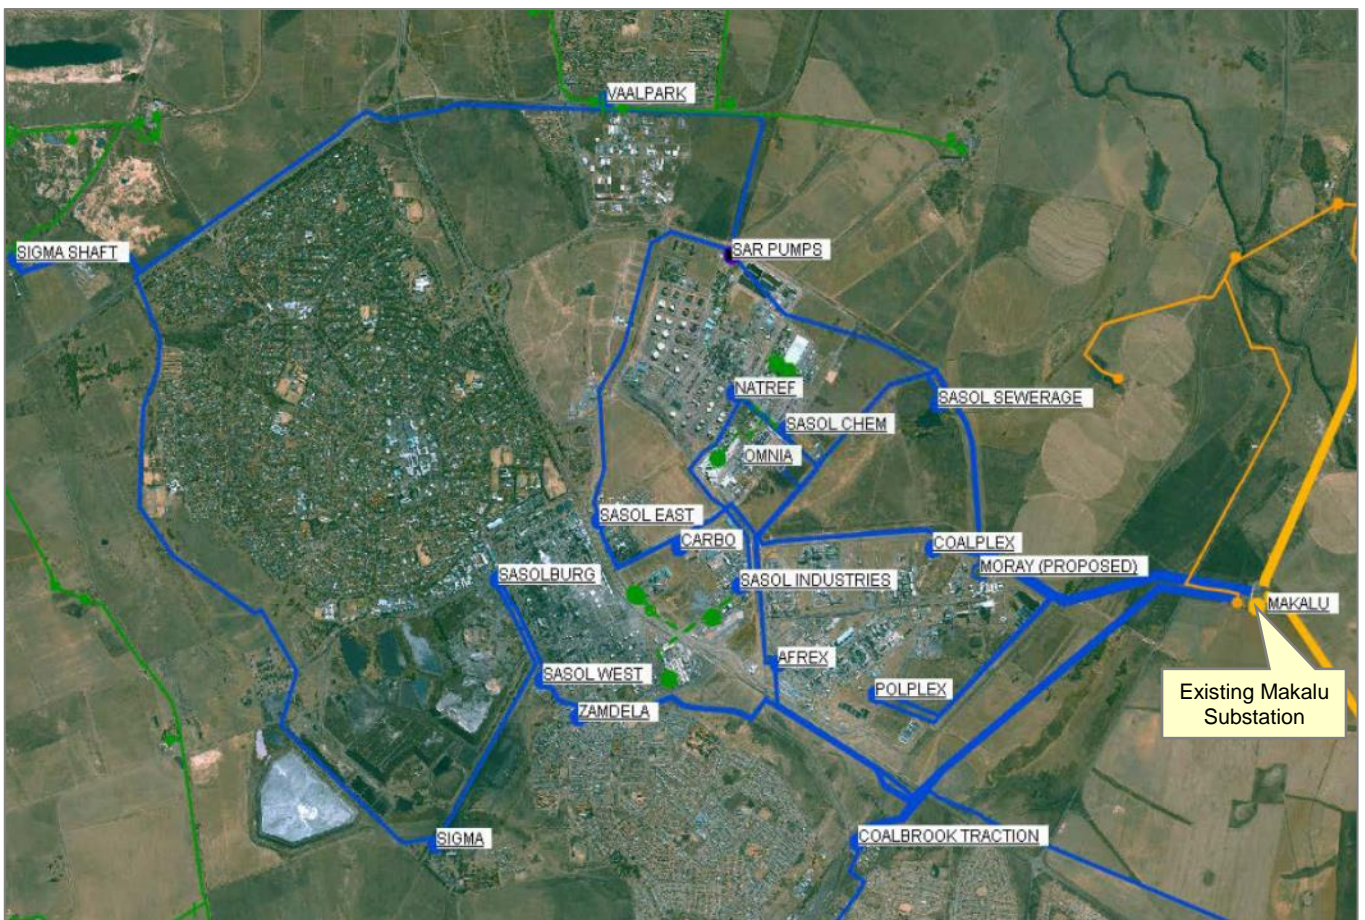 VAALPARK
SIGMA SHAFT
SAR PUMPS
NATREF
SASOL SEWERAGE
SASOL CHEM
OMNIA
SASOL EAST
CARBO
COALPLEX
SASOLBURG
SASOL INDUSTRIES
MORAY (PROPOSED)
MAKALU
AFREX
SASOL WEST
POLPLEX
Existing Makalu
Substation
ZAMDELA
SIGMA
COALBROOK TRACTION